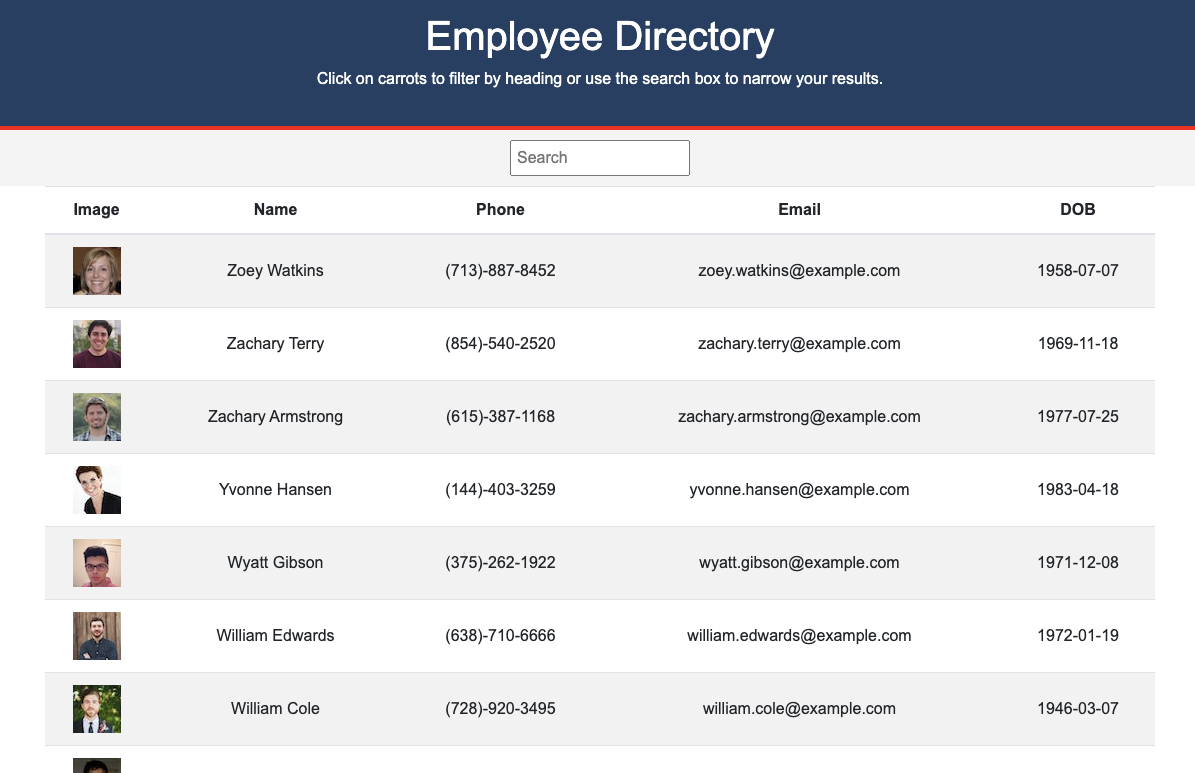 Employee Directory
Click on carrots to filter by heading or use the search box to narrow your results.
Search
Image Name Phone Email DOB
Zoey Watkins (713)-887-8452 zoey.watkins@example.com 1958-07-07
Zachary Terry (854)-540-2520 zachary.terry@example.com 1969-11-18
Zachary Armstrong (615)-387-1168 zachary.armstrong@example.com 1977-07-25
Yvonne Hansen (144)-403-3259 yvonne.hansen@example.com 1983-04-18
Wyatt Gibson (375)-262-1922 wyatt.gibson@example.com 1971-12-08
William Edwards (638)-710-6666 william.edwards@example.com 1972-01-19
William Cole (728)-920-3495 william.cole@example.com 1946-03-07